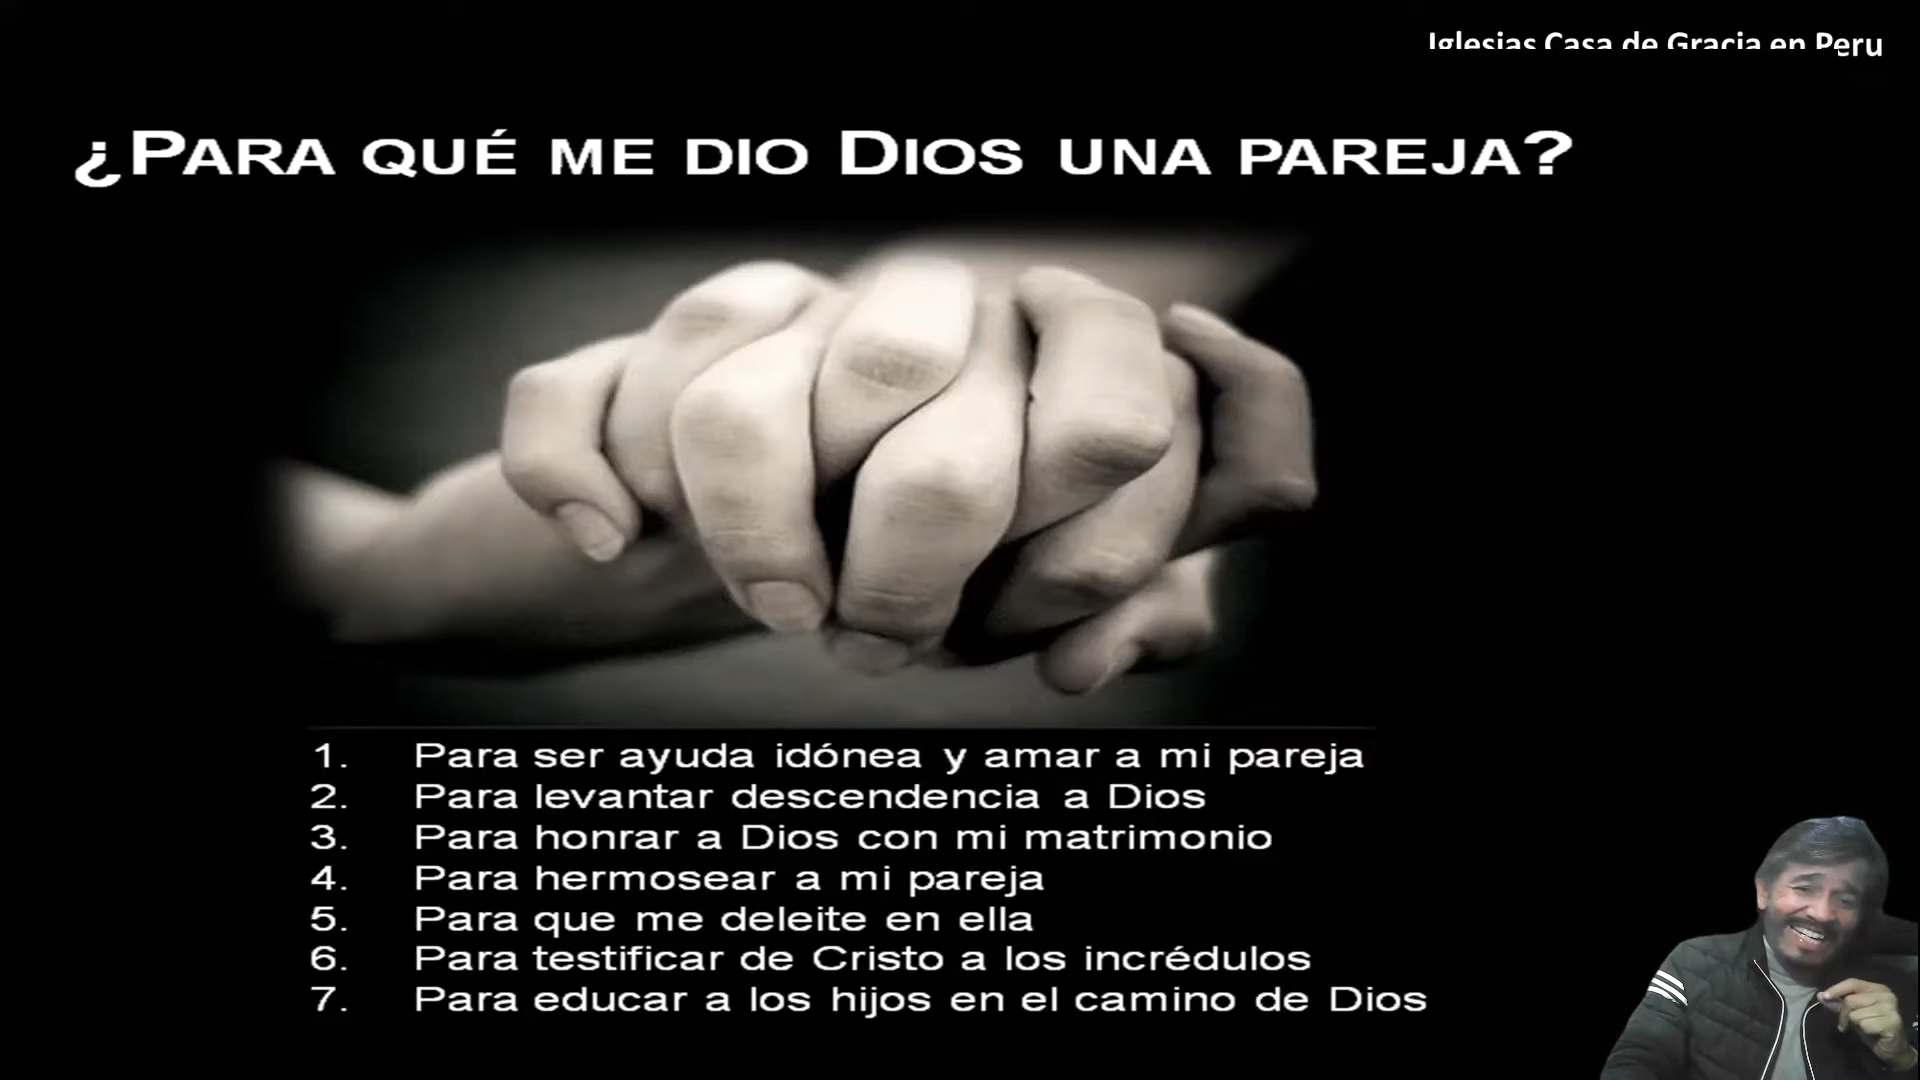 Iglesias Casa de Gracia en Peru
¿PARA QUÉ ME DIO DIOS UNA PAREJA?
1. Para ser ayuda idónea y amar a mi pareja
2. Para levantar descendencia a Dios
3. Para honrar a Dios con mi matrimonio
4. Para hermosear a mi pareja
5. Para que me deleite en ella
6. Para testificar de Cristo a los incrédulos
7. Para educar a los hijos en el camino de Dios